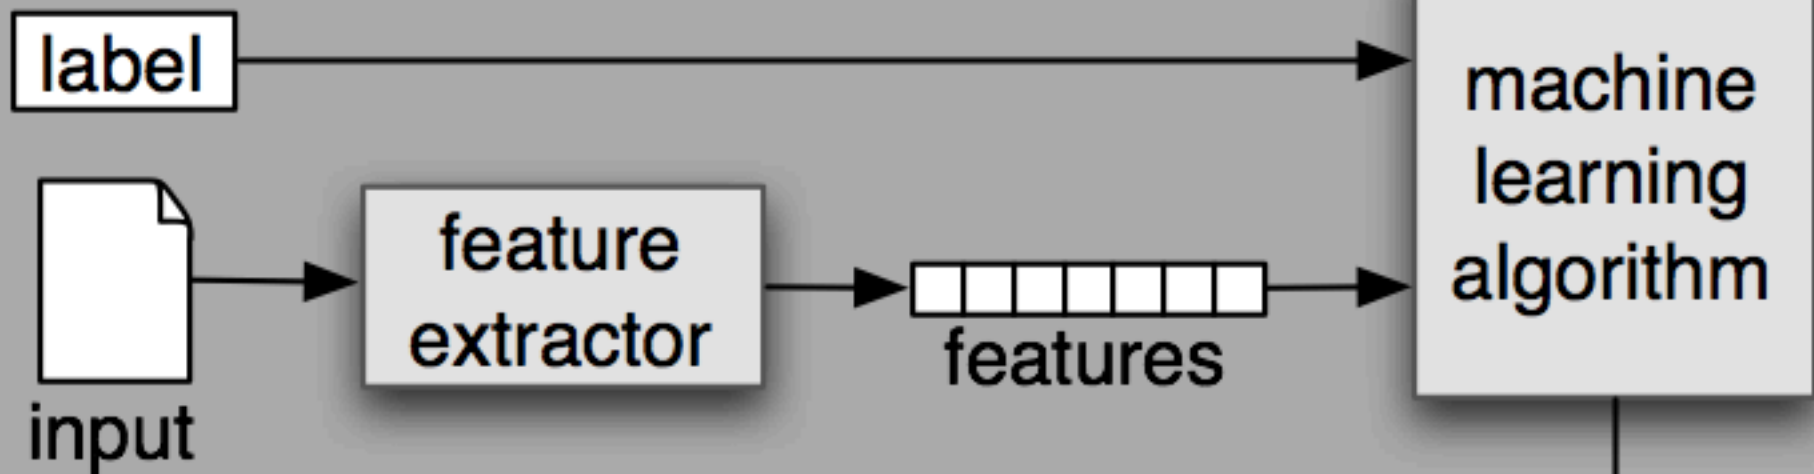 label
machine
learning
algorithm
feature
extractor
features
input